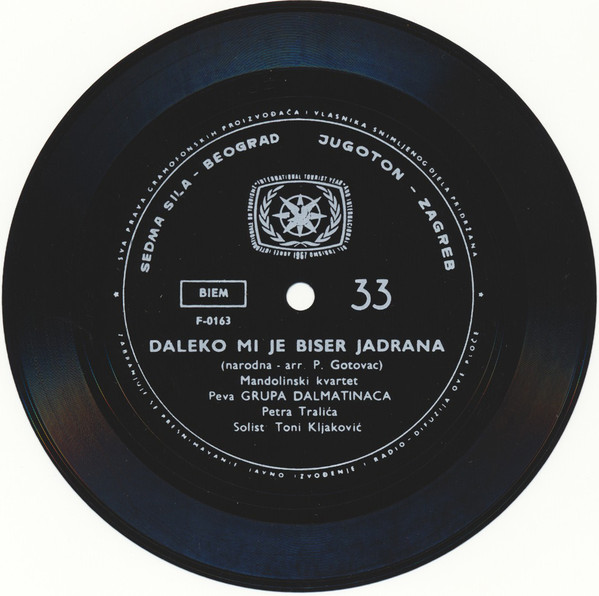 SVA PRAVA GRAMOFONSKIH PROIZVOĐAČA I VLASNIKA SNIMLJENOG DJELA PRIDRŽANA
SEDMA SILA - BEOGRAD JUGOTON - ZAGREB
INTERNATIONAL TOURIST YEAR
1967
BIEM
33
F-0163
DALEKO MI JE BISER JADRANA
(narodna - arr. P. Gotovac)
Mandolinski kvartet
Peva GRUPA DALMATINACA
Petra Tralića
Solist Toni Kljaković
ZABRANJUJE SE PRESNIMAVANJE JAVNO IZVOĐENJE I RADIO-DIFUZIJA OVE PLOČE